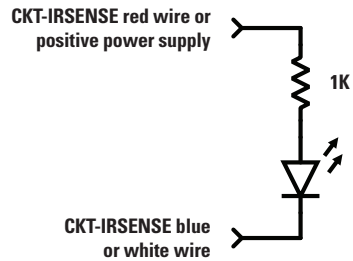 CKT-IRSENSE red wire or
positive power supply
1K
CKT-IRSENSE blue
or white wire